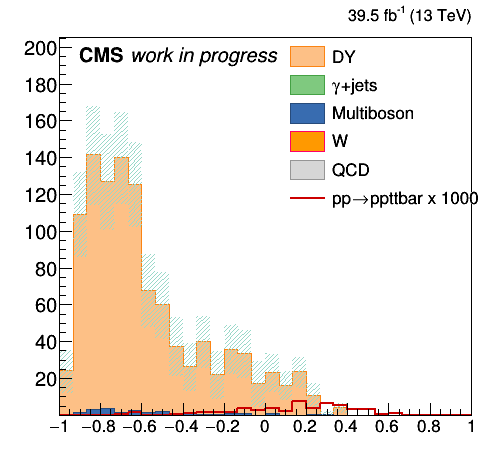 39.5 fb⁻¹ (13 TeV)
CMS work in progress
DY
γ+jets
Multiboson
W
QCD
pp→ppttbar x 1000
200
180
160
140
120
100
80
60
40
20
−1 −0.8 −0.6 −0.4 −0.2 0 0.2 0.4 0.6 0.8 1